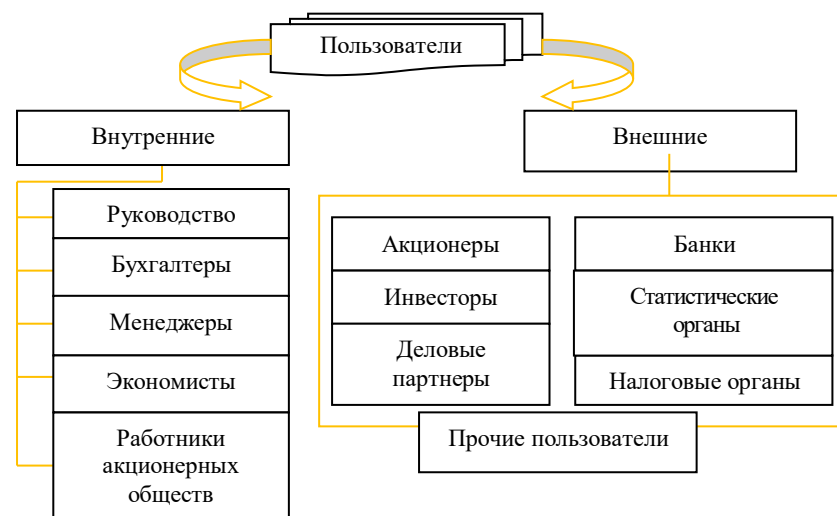 Пользователи
Внутренние
Внешние
Руководство
Бухгалтеры
Менеджеры
Экономисты
Работники
акционерных
обществ
Акционеры
Инвесторы
Деловые
партнеры
Банки
Статистические
органы
Налоговые органы
Прочие пользователи